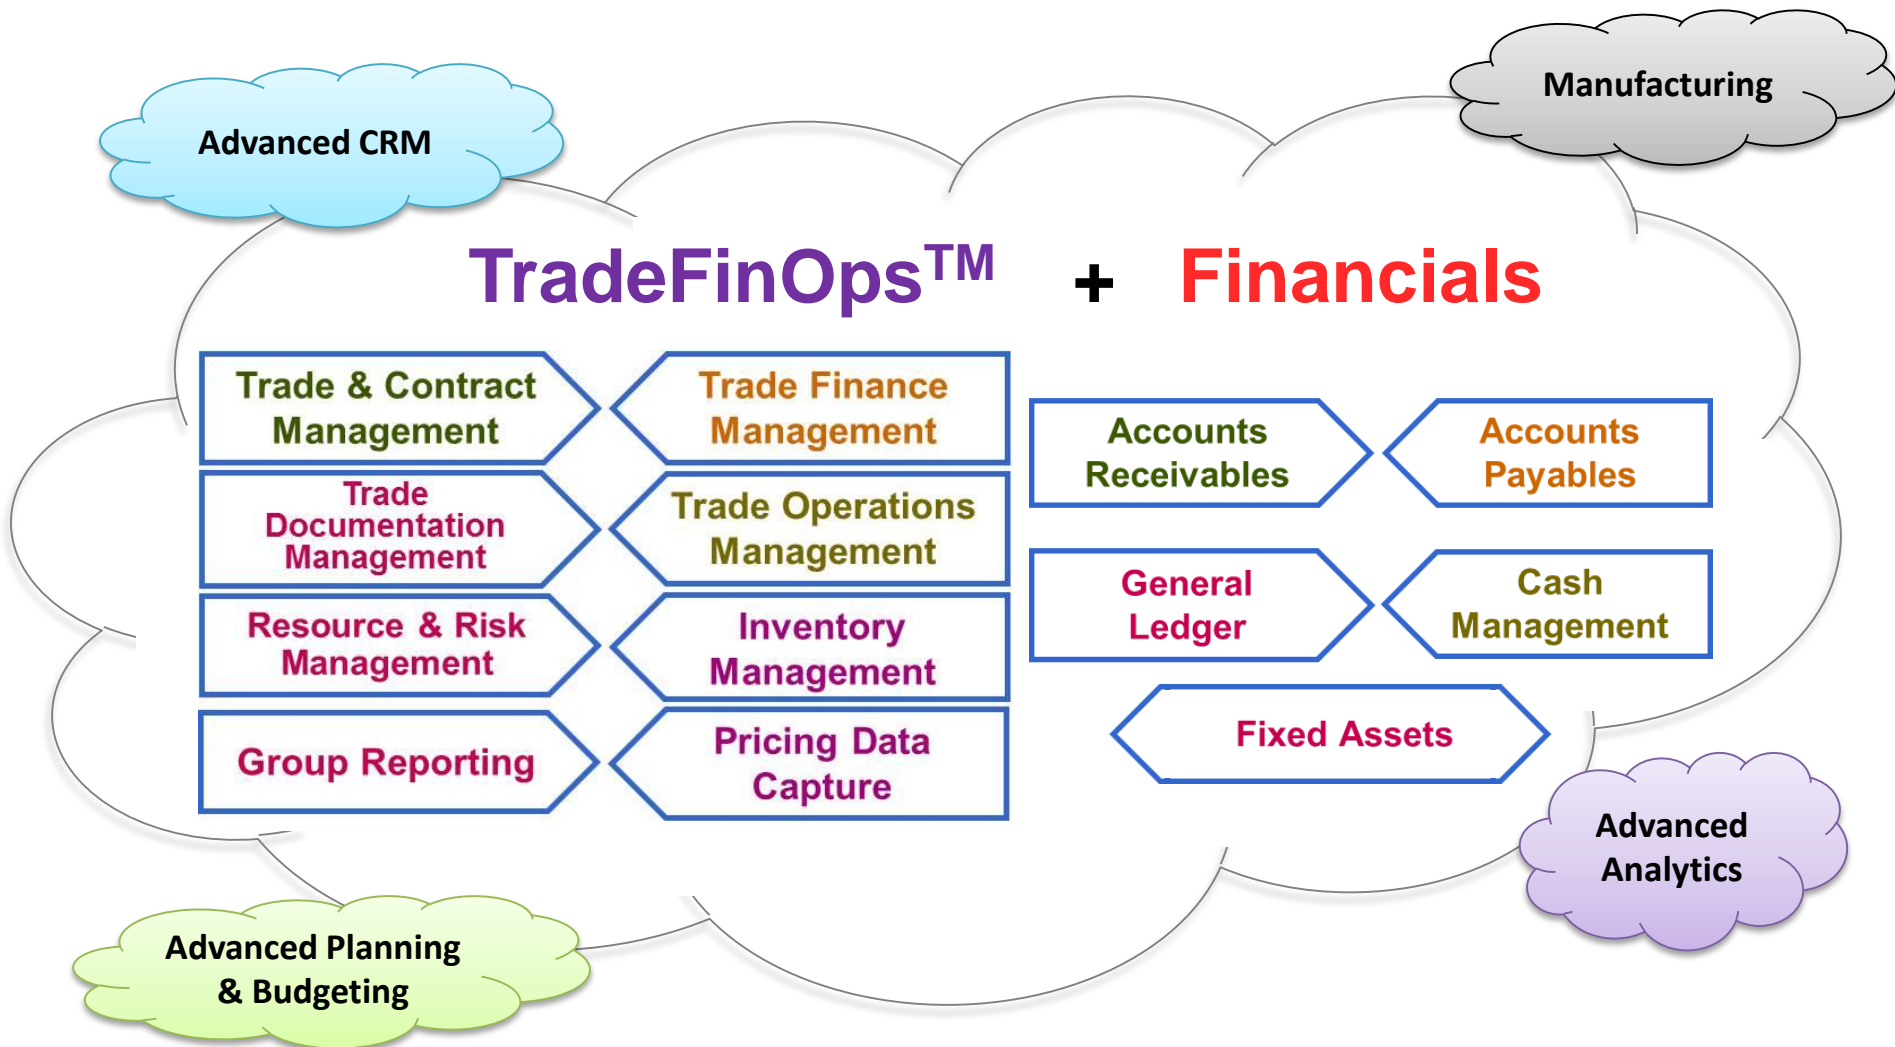 Manufacturing
Advanced CRM
TradeFinOps™ + Financials
Trade & Contract
Management
Trade Finance
Management
Trade
Documentation
Management
Trade Operations
Management
Resource & Risk
Management
Inventory
Management
Group Reporting
Pricing Data
Capture
Accounts
Receivables
Accounts
Payables
General
Ledger
Cash
Management
Fixed Assets
Advanced
Analytics
Advanced Planning
& Budgeting